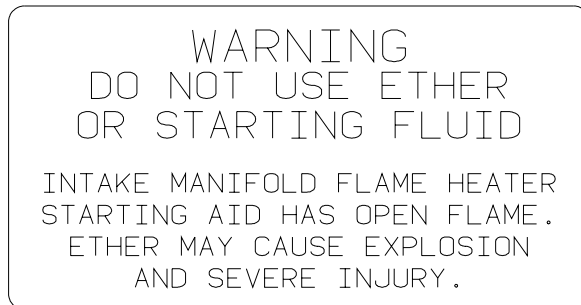 WARNING
DO NOT USE ETHER
OR STARTING FLUID
INTAKE MANIFOLD FLAME HEATER
STARTING AID HAS OPEN FLAME.
ETHER MAY CAUSE EXPLOSION
AND SEVERE INJURY.